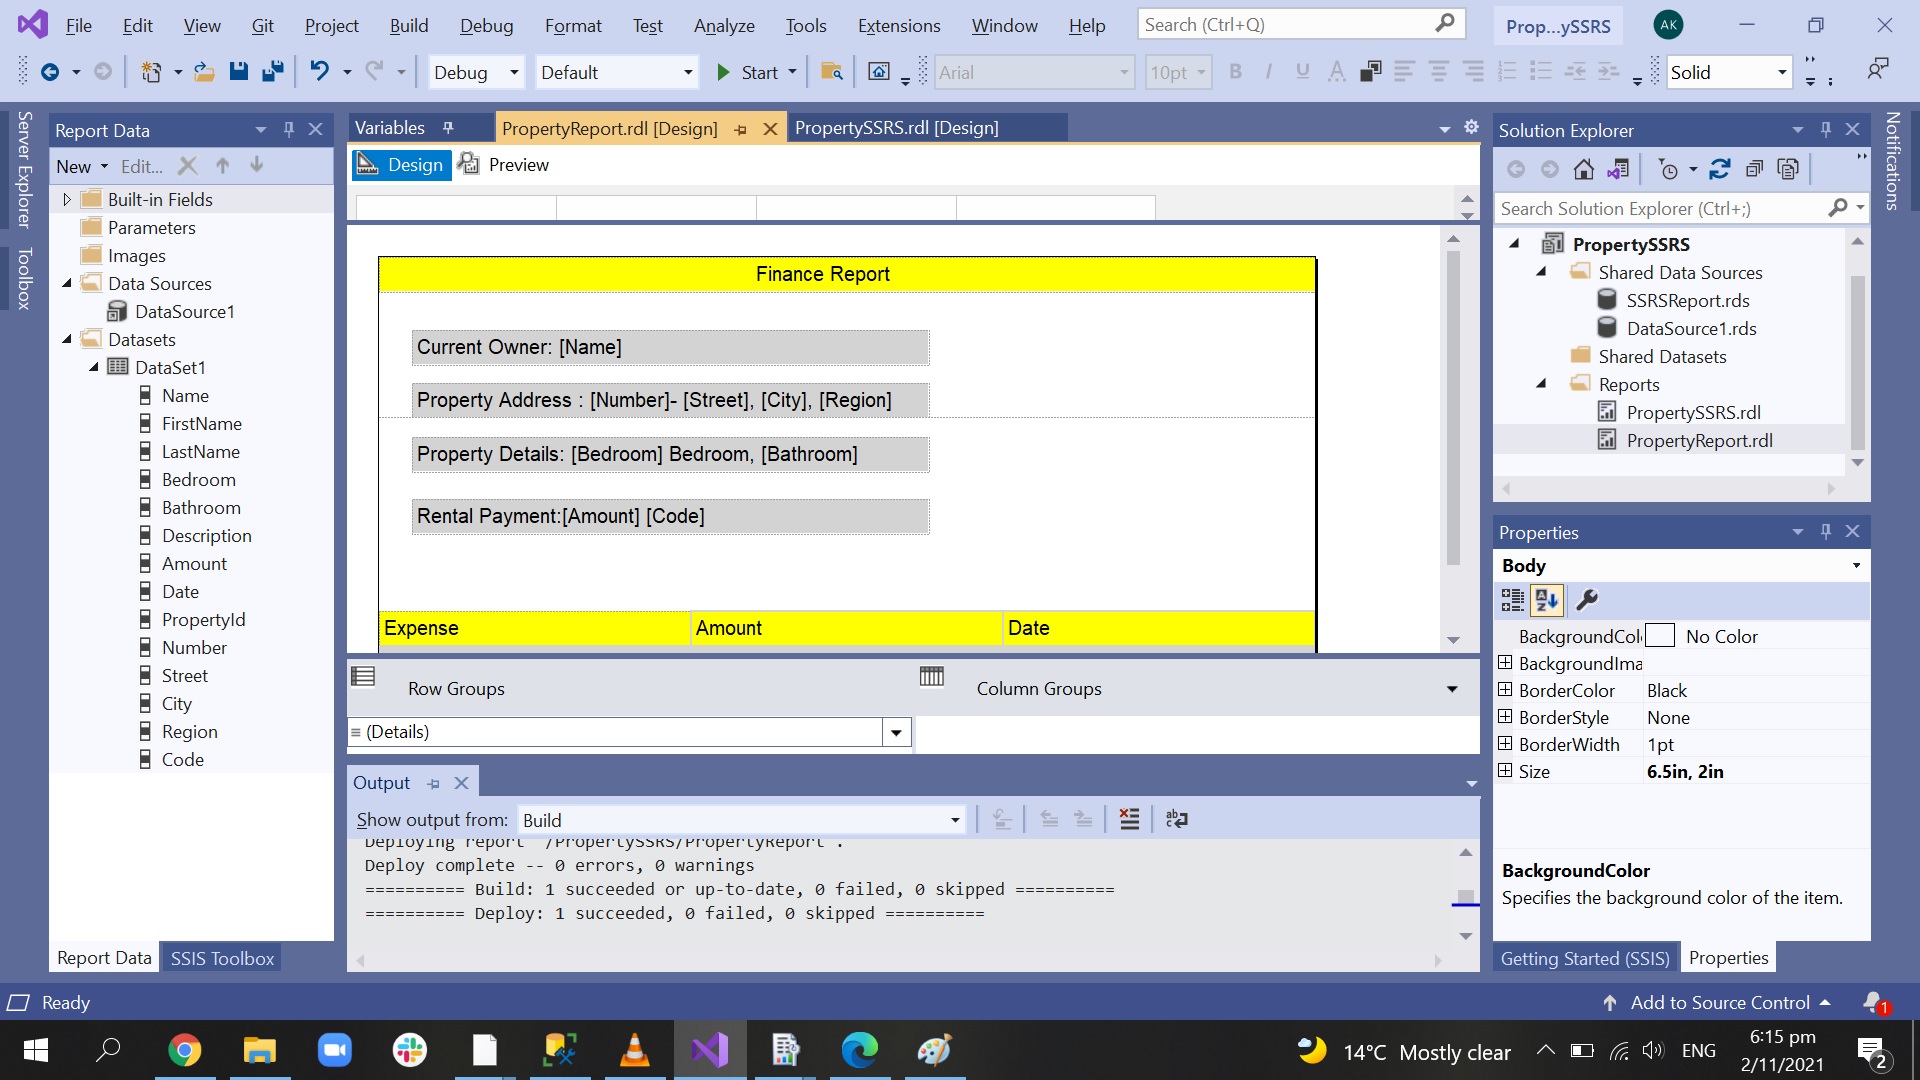 File Edit View Git Project Build Debug Format Test Analyze Tools Extensions Window Help Search (Ctrl+Q) Prop...ySSRS AK
Debug Default Start Arial 10pt B I U A Solid
Server Explorer
Toolbox
Report Data
New Edit...
Built-in Fields
Parameters
Images
Data Sources
DataSource1
Datasets
DataSet1
Name
FirstName
LastName
Bedroom
Bathroom
Description
Amount
Date
PropertyId
Number
Street
City
Region
Code
Report Data SSIS Toolbox
Variables PropertyReport.rdl [Design] PropertySSRS.rdl [Design]
Design Preview
Finance Report
Current Owner: [Name]
Property Address : [Number]- [Street], [City], [Region]
Property Details: [Bedroom] Bedroom, [Bathroom]
Rental Payment:[Amount] [Code]
Expense Amount Date
Row Groups Column Groups
(Details)
Output
Show output from: Build
Deploying report '/PropertySSRS/PropertyReport'.
Deploy complete -- 0 errors, 0 warnings
========== Build: 1 succeeded or up-to-date, 0 failed, 0 skipped ==========
========== Deploy: 1 succeeded, 0 failed, 0 skipped ==========
Solution Explorer
Search Solution Explorer (Ctrl+;)
PropertySSRS
Shared Data Sources
SSRSReport.rds
DataSource1.rds
Shared Datasets
Reports
PropertySSRS.rdl
PropertyReport.rdl
Notifications
Properties
Body
BackgroundCol No Color
BackgroundIma
BorderColor Black
BorderStyle None
BorderWidth 1pt
Size 6.5in, 2in
BackgroundColor
Specifies the background color of the item.
Getting Started (SSIS) Properties
Ready Add to Source Control 1
14°C Mostly clear ENG 6:15 pm
2/11/2021 2